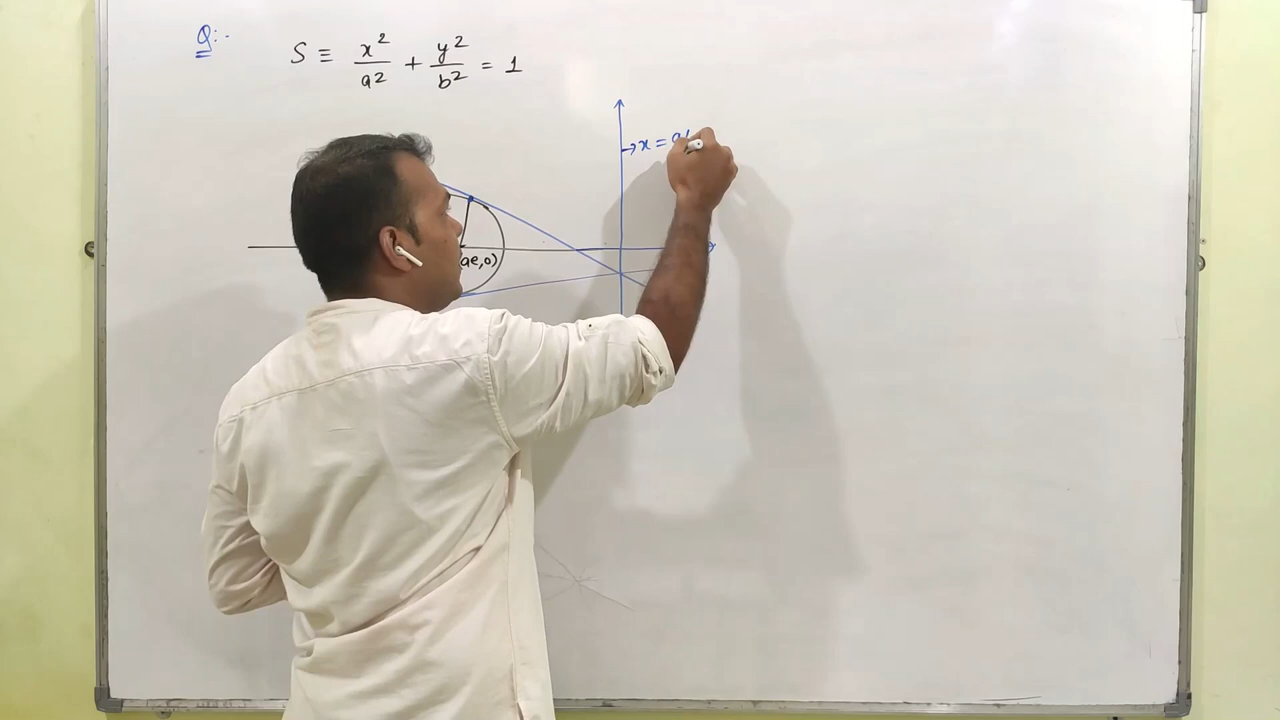 Q:-
S ≡ x²/a² + y²/b² = 1
→ x = a/
(ae,0)